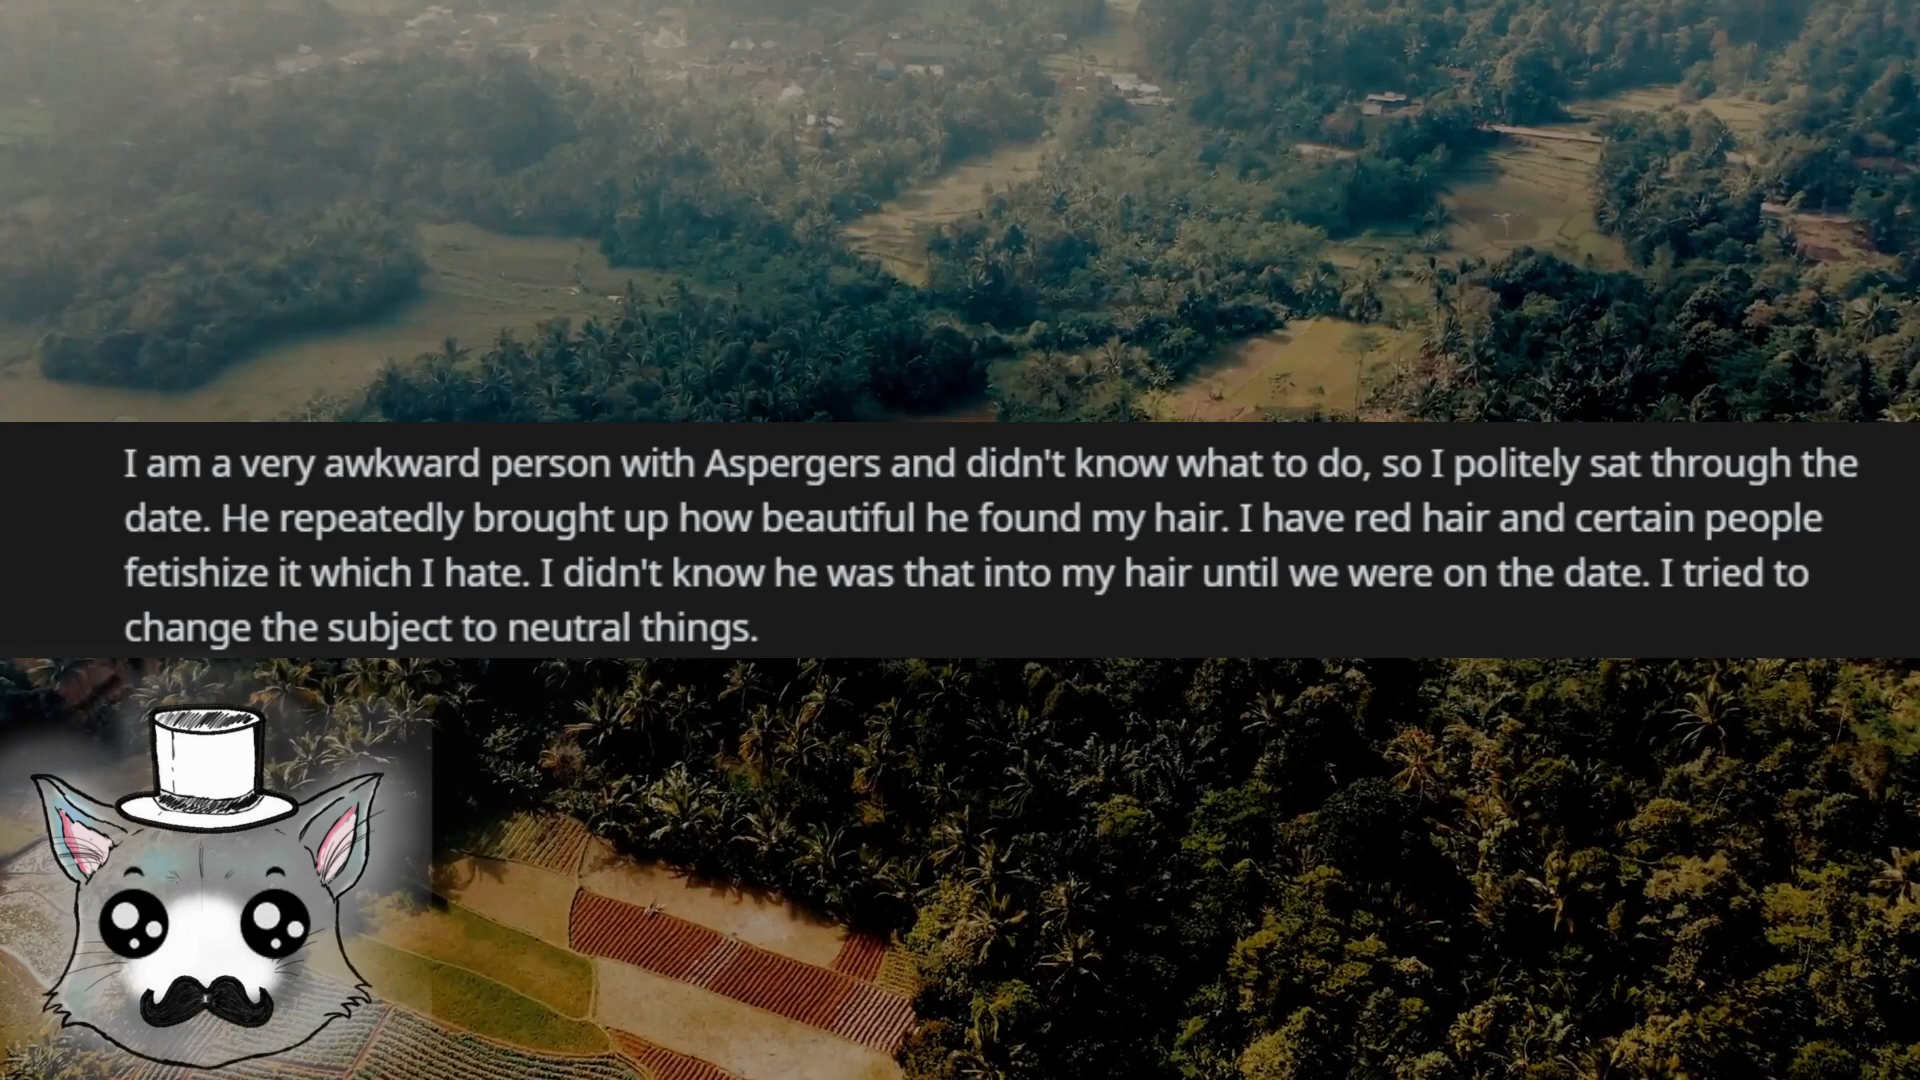 I am a very awkward person with Aspergers and didn't know what to do, so I politely sat through the
date. He repeatedly brought up how beautiful he found my hair. I have red hair and certain people
fetishize it which I hate. I didn't know he was that into my hair until we were on the date. I tried to
change the subject to neutral things.